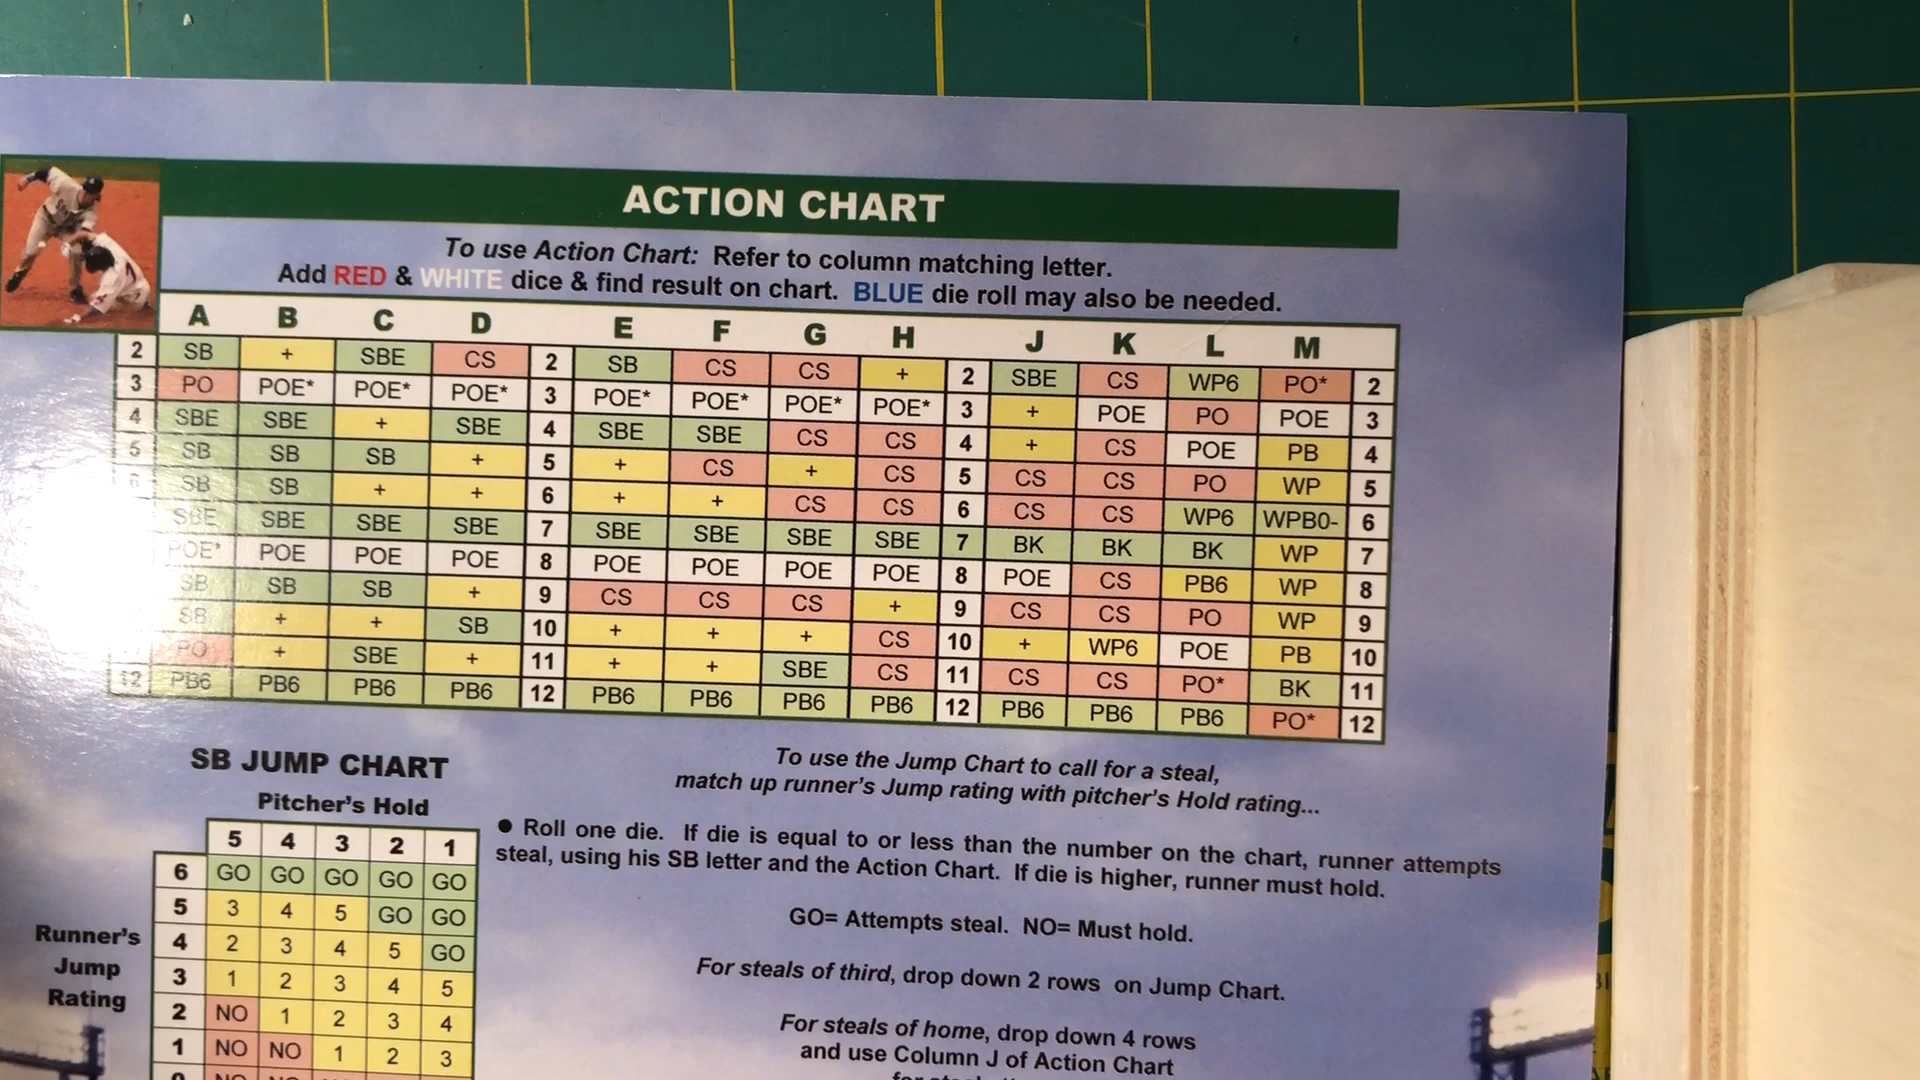 ACTION CHART
To use Action Chart: Refer to column matching letter.
Add RED & WHITE dice & find result on chart. BLUE die roll may also be needed.
A B C D E F G H J K L M
2 SB + SBE CS 2 SB CS CS + 2 SBE CS WP6 PO* 2
3 PO POE* POE* POE* 3 POE* POE* POE* POE* 3 + POE PO POE 3
4 SBE SBE + SBE 4 SBE SBE CS CS 4 + CS POE PB 4
5 SB SB SB + 5 + CS + CS 5 CS CS PO WP 5
6 SB SB + + 6 + + CS CS 6 CS CS WP6 WPB0- 6
SBE SBE SBE SBE 7 SBE SBE SBE SBE 7 BK BK BK WP 7
POE* POE POE POE 8 POE POE POE POE 8 POE CS PB6 WP 8
SB SB SB + 9 CS CS CS + 9 CS CS PO WP 9
SB + + SB 10 + + + CS 10 + WP6 POE PB 10
PO + SBE + 11 + + SBE CS 11 CS CS PO* BK 11
12 PB6 PB6 PB6 PB6 12 PB6 PB6 PB6 PB6 12 PB6 PB6 PB6 PO* 12
SB JUMP CHART
Pitcher's Hold
5 4 3 2 1
6 GO GO GO GO GO
5 3 4 5 GO GO
4 2 3 4 5 GO
3 1 2 3 4 5
2 NO 1 2 3 4
1 NO NO 1 2 3
Runner's
Jump
Rating
To use the Jump Chart to call for a steal,
match up runner's Jump rating with pitcher's Hold rating...
● Roll one die. If die is equal to or less than the number on the chart, runner attempts
steal, using his SB letter and the Action Chart. If die is higher, runner must hold.
GO= Attempts steal. NO= Must hold.
For steals of third, drop down 2 rows on Jump Chart.
For steals of home, drop down 4 rows
and use Column J of Action Chart